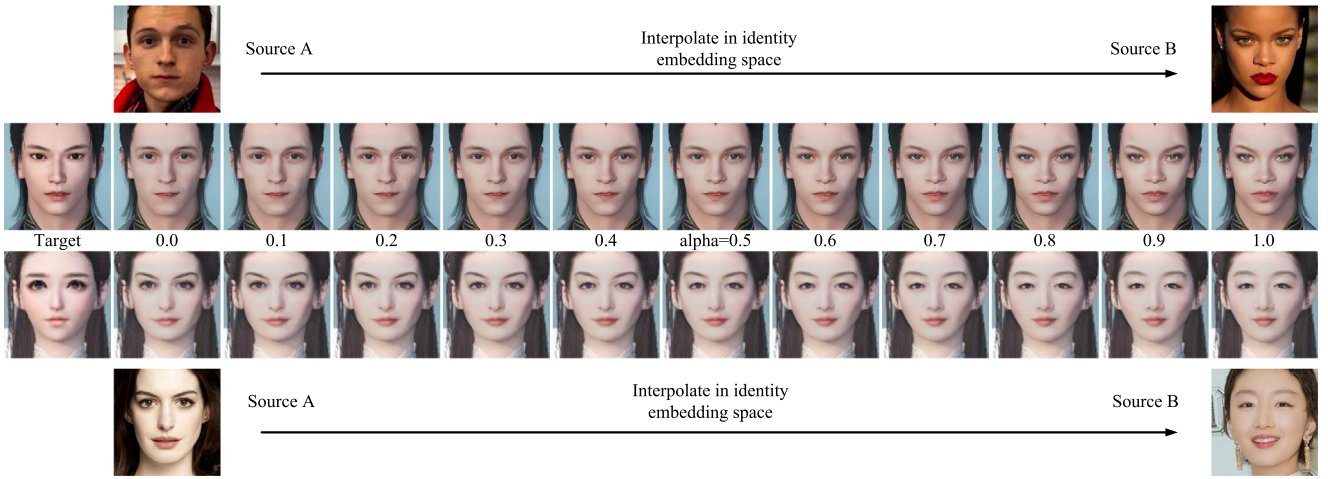 Source A
Interpolate in identity
embedding space
Source B
Target 0.0 0.1 0.2 0.3 0.4 alpha=0.5 0.6 0.7 0.8 0.9 1.0
Source A
Interpolate in identity
embedding space
Source B